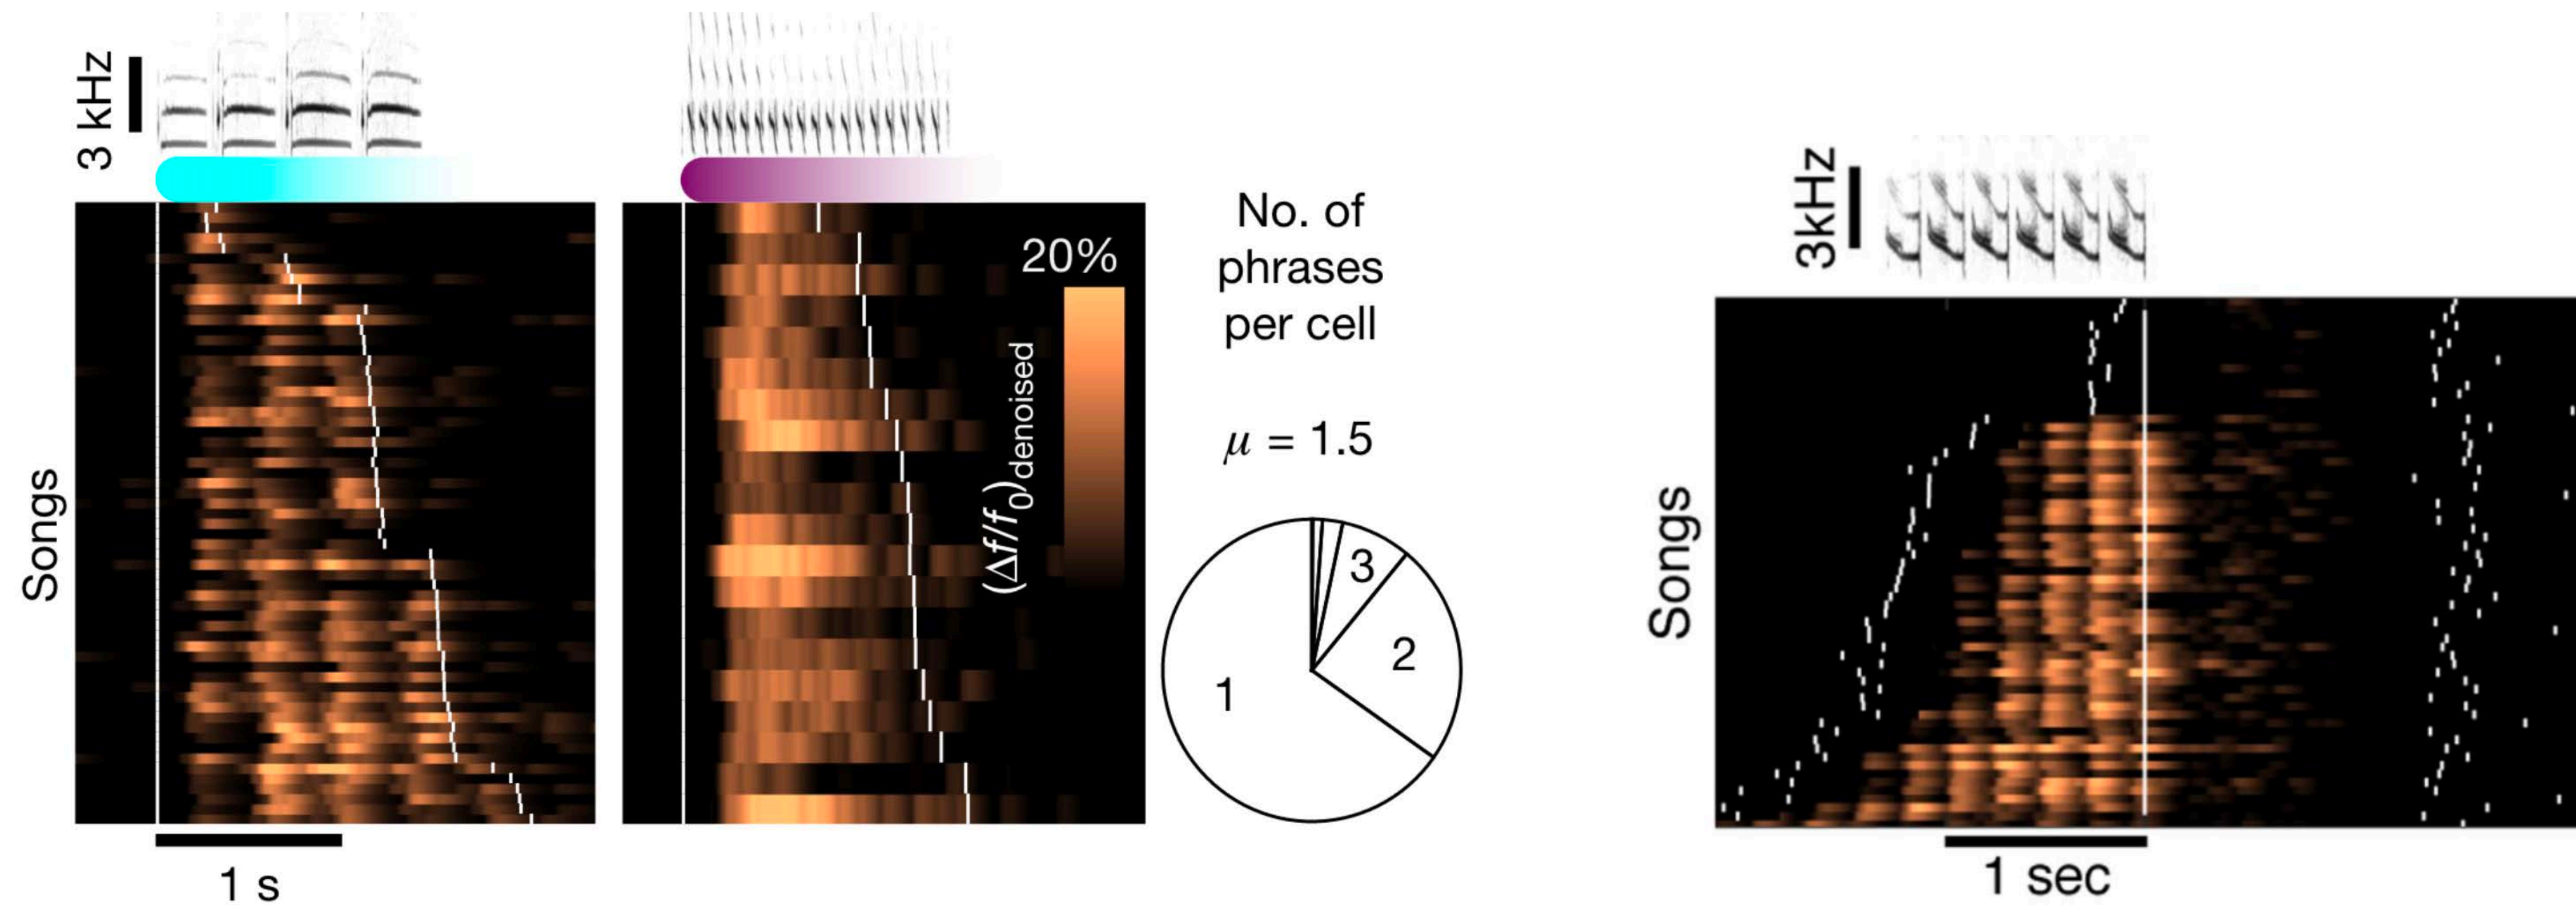 3 kHz
Songs
1 s
20%
(Δf/f0)denoised
No. of
phrases
per cell
μ = 1.5
1
2
3
3kHz
Songs
1 sec